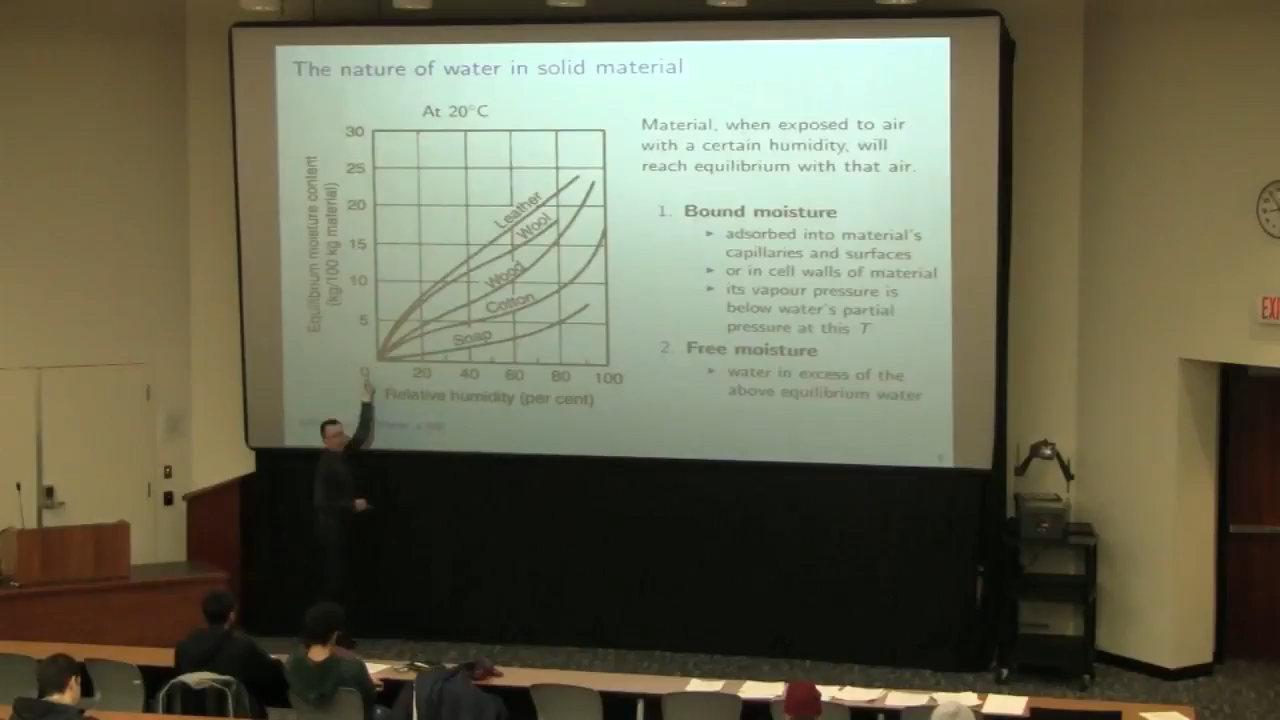 The nature of water in solid material
At 20°C
30
25
20
15
10
5
0
20 40 60 80 100
Equilibrium moisture content
(kg/100 kg material)
Relative humidity (per cent)
Leather
Wool
Wood
Cotton
Soap
Material, when exposed to air
with a certain humidity, will
reach equilibrium with that air.
1. Bound moisture
► adsorbed into material's
capillaries and surfaces
► or in cell walls of material
► its vapour pressure is
below water's partial
pressure at this T
2. Free moisture
► water in excess of the
above equilibrium water